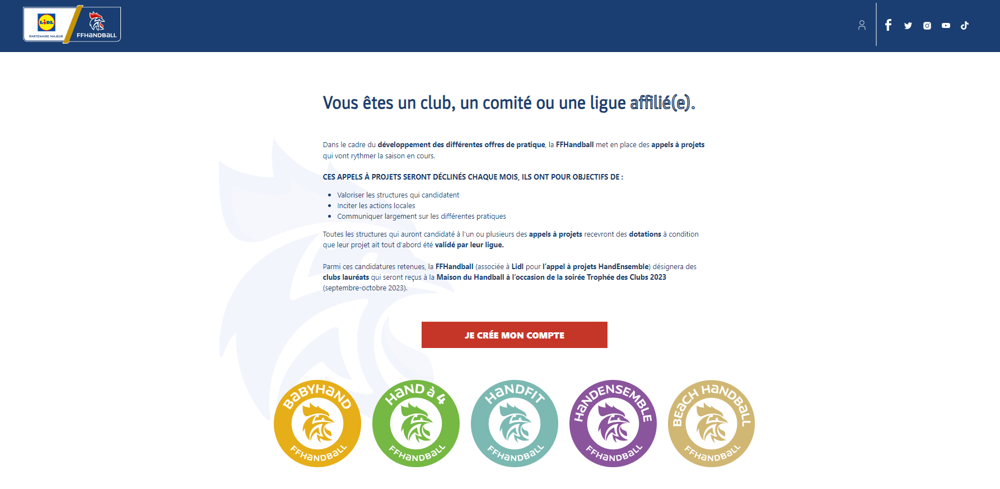 LIDL
PARTENAIRE MAJEUR
FFHANDBALL
Vous êtes un club, un comité ou une ligue affilié(e).
Dans le cadre du développement des différentes offres de pratique, la FFHandball met en place des appels à projets
qui vont rythmer la saison en cours.
CES APPELS À PROJETS SERONT DÉCLINÉS CHAQUE MOIS, ILS ONT POUR OBJECTIFS DE :
Valoriser les structures qui candidatent
Inciter les actions locales
Communiquer largement sur les différentes pratiques
Toutes les structures qui auront candidaté à l’un ou plusieurs des appels à projets recevront des dotations à condition
que leur projet ait tout d’abord été validé par leur ligue.
Parmi ces candidatures retenues, la FFHandball (associée à Lidl pour l’appel à projets HandEnsemble) désignera des
clubs lauréats qui seront reçus à la Maison du Handball à l’occasion de la soirée Trophée des Clubs 2023
(septembre-octobre 2023).
JE CRÉE MON COMPTE
BABYHAND
FFHANDBALL
HAND à 4
FFHANDBALL
HANDFIT
FFHANDBALL
HANDENSEMBLE
FFHANDBALL
BEACH HANDBALL
FFHANDBALL